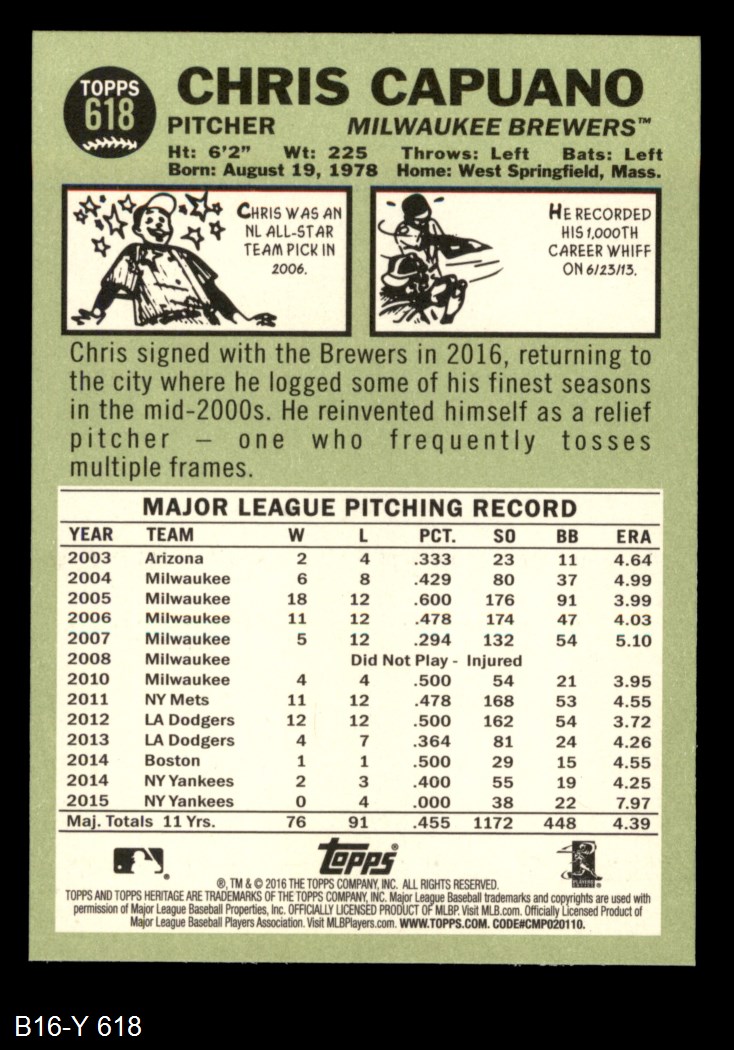 TOPPS
618
CHRIS CAPUANO
PITCHER MILWAUKEE BREWERS™
Ht: 6'2" Wt: 225 Throws: Left Bats: Left
Born: August 19, 1978 Home: West Springfield, Mass.
CHRIS WAS AN
NL ALL-STAR
TEAM PICK IN
2006.
HE RECORDED
HIS 1,000TH
CAREER WHIFF
ON 6/23/13.
Chris signed with the Brewers in 2016, returning to
the city where he logged some of his finest seasons
in the mid-2000s. He reinvented himself as a relief
pitcher – one who frequently tosses
multiple frames.
MAJOR LEAGUE PITCHING RECORD
YEAR TEAM W L PCT. SO BB ERA
2003 Arizona 2 4 .333 23 11 4.64
2004 Milwaukee 6 8 .429 80 37 4.99
2005 Milwaukee 18 12 .600 176 91 3.99
2006 Milwaukee 11 12 .478 174 47 4.03
2007 Milwaukee 5 12 .294 132 54 5.10
2008 Milwaukee Did Not Play - Injured
2010 Milwaukee 4 4 .500 54 21 3.95
2011 NY Mets 11 12 .478 168 53 4.55
2012 LA Dodgers 12 12 .500 162 54 3.72
2013 LA Dodgers 4 7 .364 81 24 4.26
2014 Boston 1 1 .500 29 15 4.55
2014 NY Yankees 2 3 .400 55 19 4.25
2015 NY Yankees 0 4 .000 38 22 7.97
Maj. Totals 11 Yrs. 76 91 .455 1172 448 4.39
topps®
®, TM & © 2016 THE TOPPS COMPANY, INC. ALL RIGHTS RESERVED.
TOPPS AND TOPPS HERITAGE ARE TRADEMARKS OF THE TOPPS COMPANY, INC. Major League Baseball trademarks and copyrights are used with
permission of Major League Baseball Properties, Inc. OFFICIALLY LICENSED PRODUCT OF MLBP. Visit MLB.com. Officially Licensed Product of
Major League Baseball Players Association. Visit MLBPlayers.com. WWW.TOPPS.COM. CODE#CMP020110.
B16-Y 618